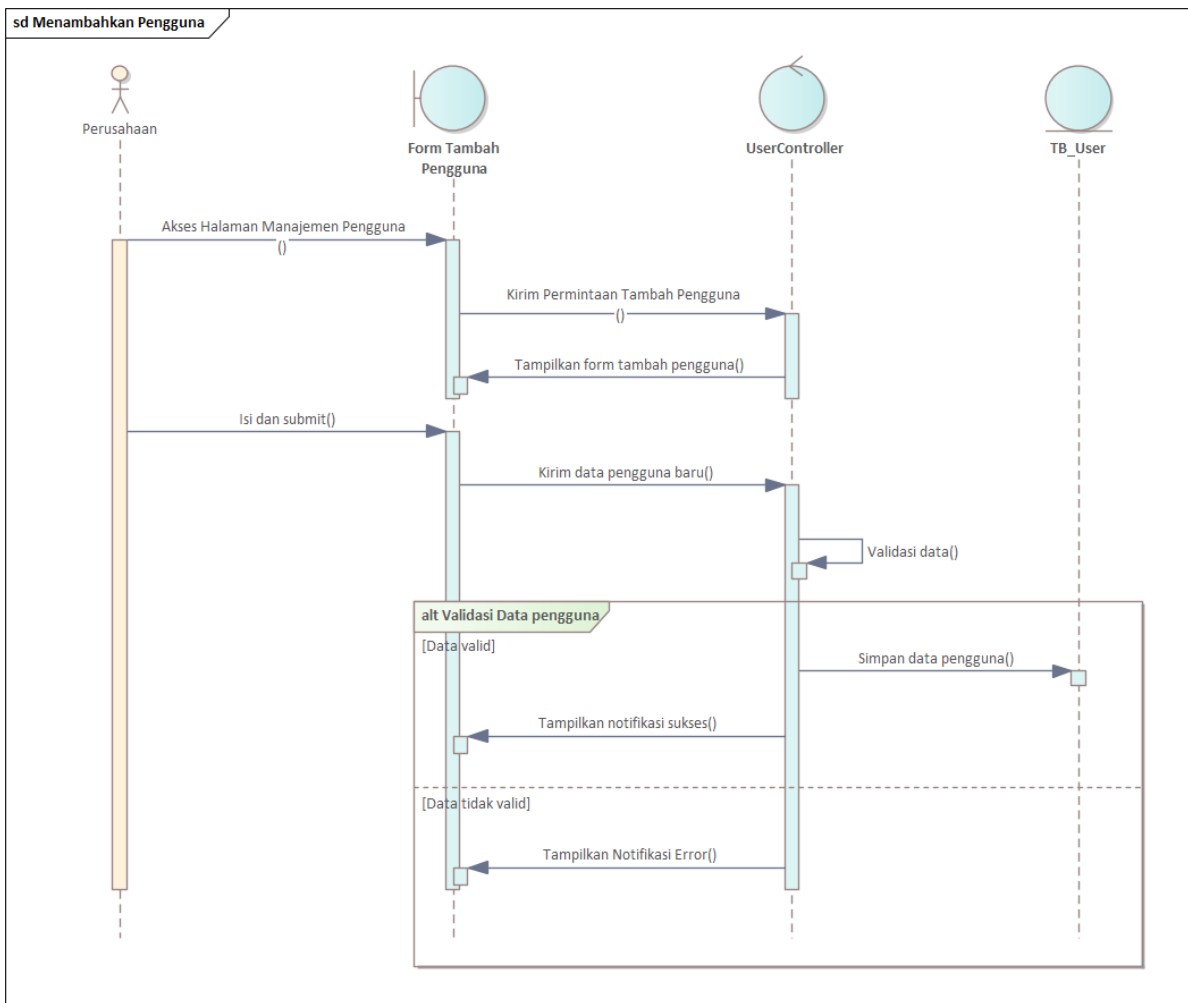 sd Menambahkan Pengguna
Perusahaan
Form Tambah
Pengguna
UserController
TB_User
Akses Halaman Manajemen Pengguna
()
Kirim Permintaan Tambah Pengguna
()
Tampilkan form tambah pengguna()
Isi dan submit()
Kirim data pengguna baru()
Validasi data()
alt Validasi Data pengguna
[Data valid]
Simpan data pengguna()
Tampilkan notifikasi sukses()
[Data tidak valid]
Tampilkan Notifikasi Error()